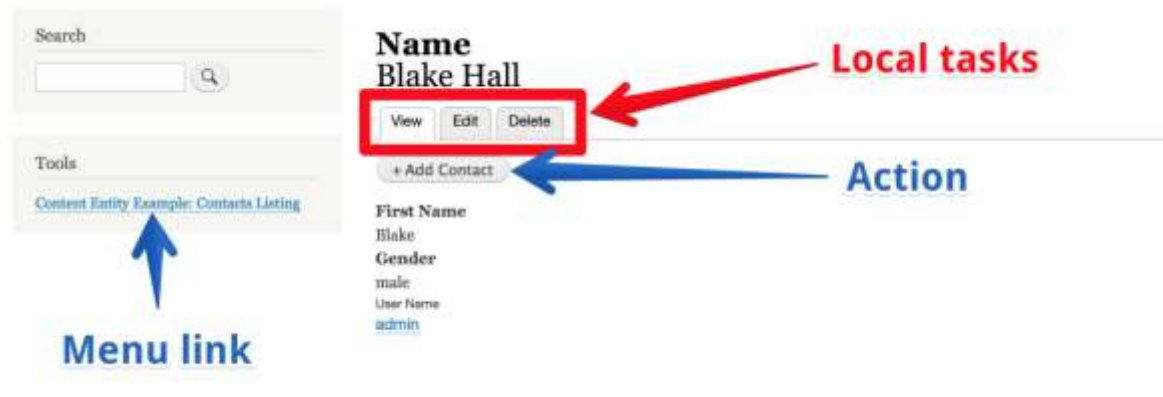 Search
Tools
Content Entity Example: Contacts Listing
Menu link
Name
Blake Hall
View Edit Delete
+ Add Contact
First Name
Blake
Gender
male
User Name
admin
Local tasks
Action